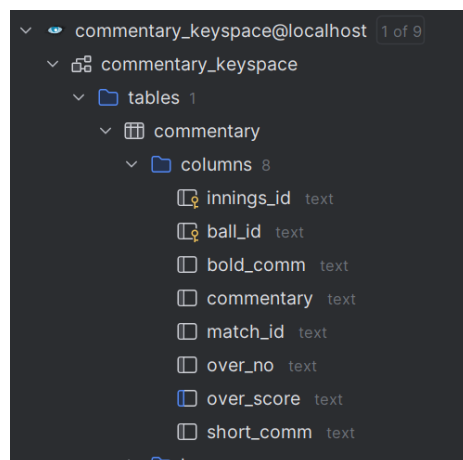 commentary_keyspace@localhost 1 of 9
commentary_keyspace
tables 1
commentary
columns 8
innings_id text
ball_id text
bold_comm text
commentary text
match_id text
over_no text
over_score text
short_comm text